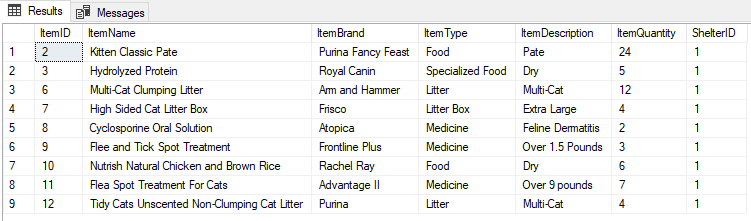 Results Messages
ItemID ItemName ItemBrand ItemType ItemDescription ItemQuantity ShelterID
1 2 Kitten Classic Pate Purina Fancy Feast Food Pate 24 1
2 3 Hydrolyzed Protein Royal Canin Specialized Food Dry 5 1
3 6 Multi-Cat Clumping Litter Arm and Hammer Litter Multi-Cat 12 1
4 7 High Sided Cat Litter Box Frisco Litter Box Extra Large 4 1
5 8 Cyclosporine Oral Solution Atopica Medicine Feline Dermatitis 2 1
6 9 Flee and Tick Spot Treatment Frontline Plus Medicine Over 1.5 Pounds 3 1
7 10 Nutrish Natural Chicken and Brown Rice Rachel Ray Food Dry 6 1
8 11 Flea Spot Treatment For Cats Advantage II Medicine Over 9 pounds 7 1
9 12 Tidy Cats Unscented Non-Clumping Cat Litter Purina Litter Multi-Cat 4 1